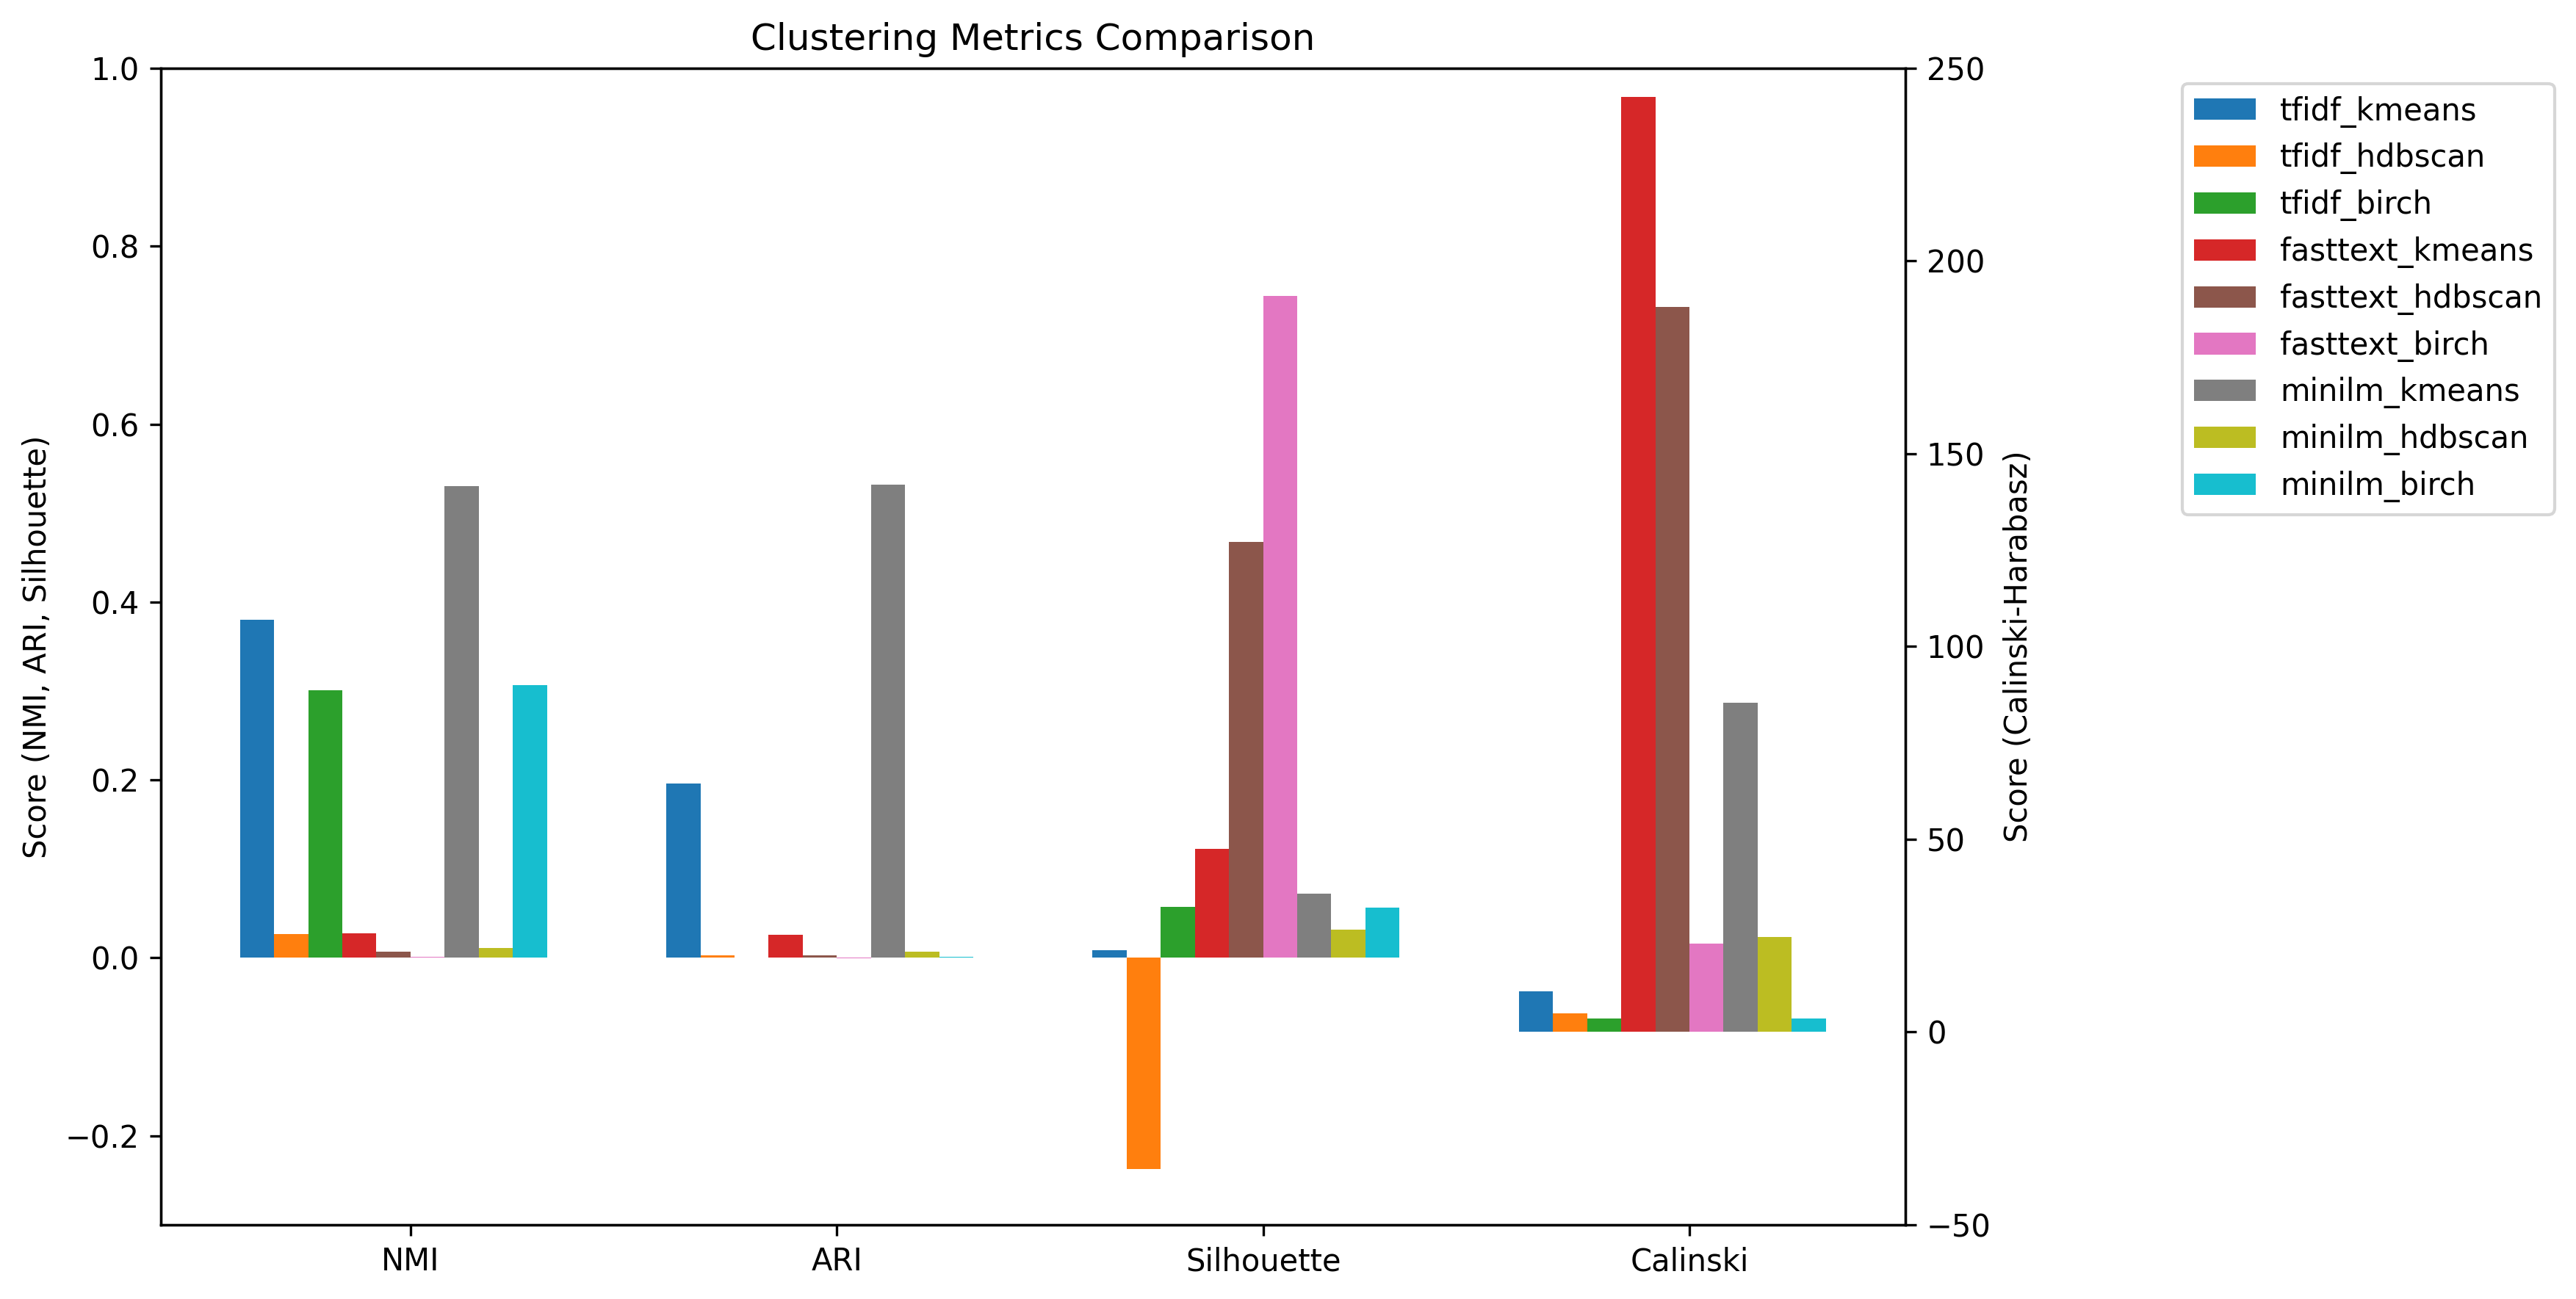 Clustering Metrics Comparison
1.0
0.8
0.6
0.4
0.2
0.0
−0.2
Score (NMI, ARI, Silhouette)
NMI
ARI
Silhouette
Calinski
250
200
150
100
50
0
−50
Score (Calinski-Harabasz)
tfidf_kmeans
tfidf_hdbscan
tfidf_birch
fasttext_kmeans
fasttext_hdbscan
fasttext_birch
minilm_kmeans
minilm_hdbscan
minilm_birch